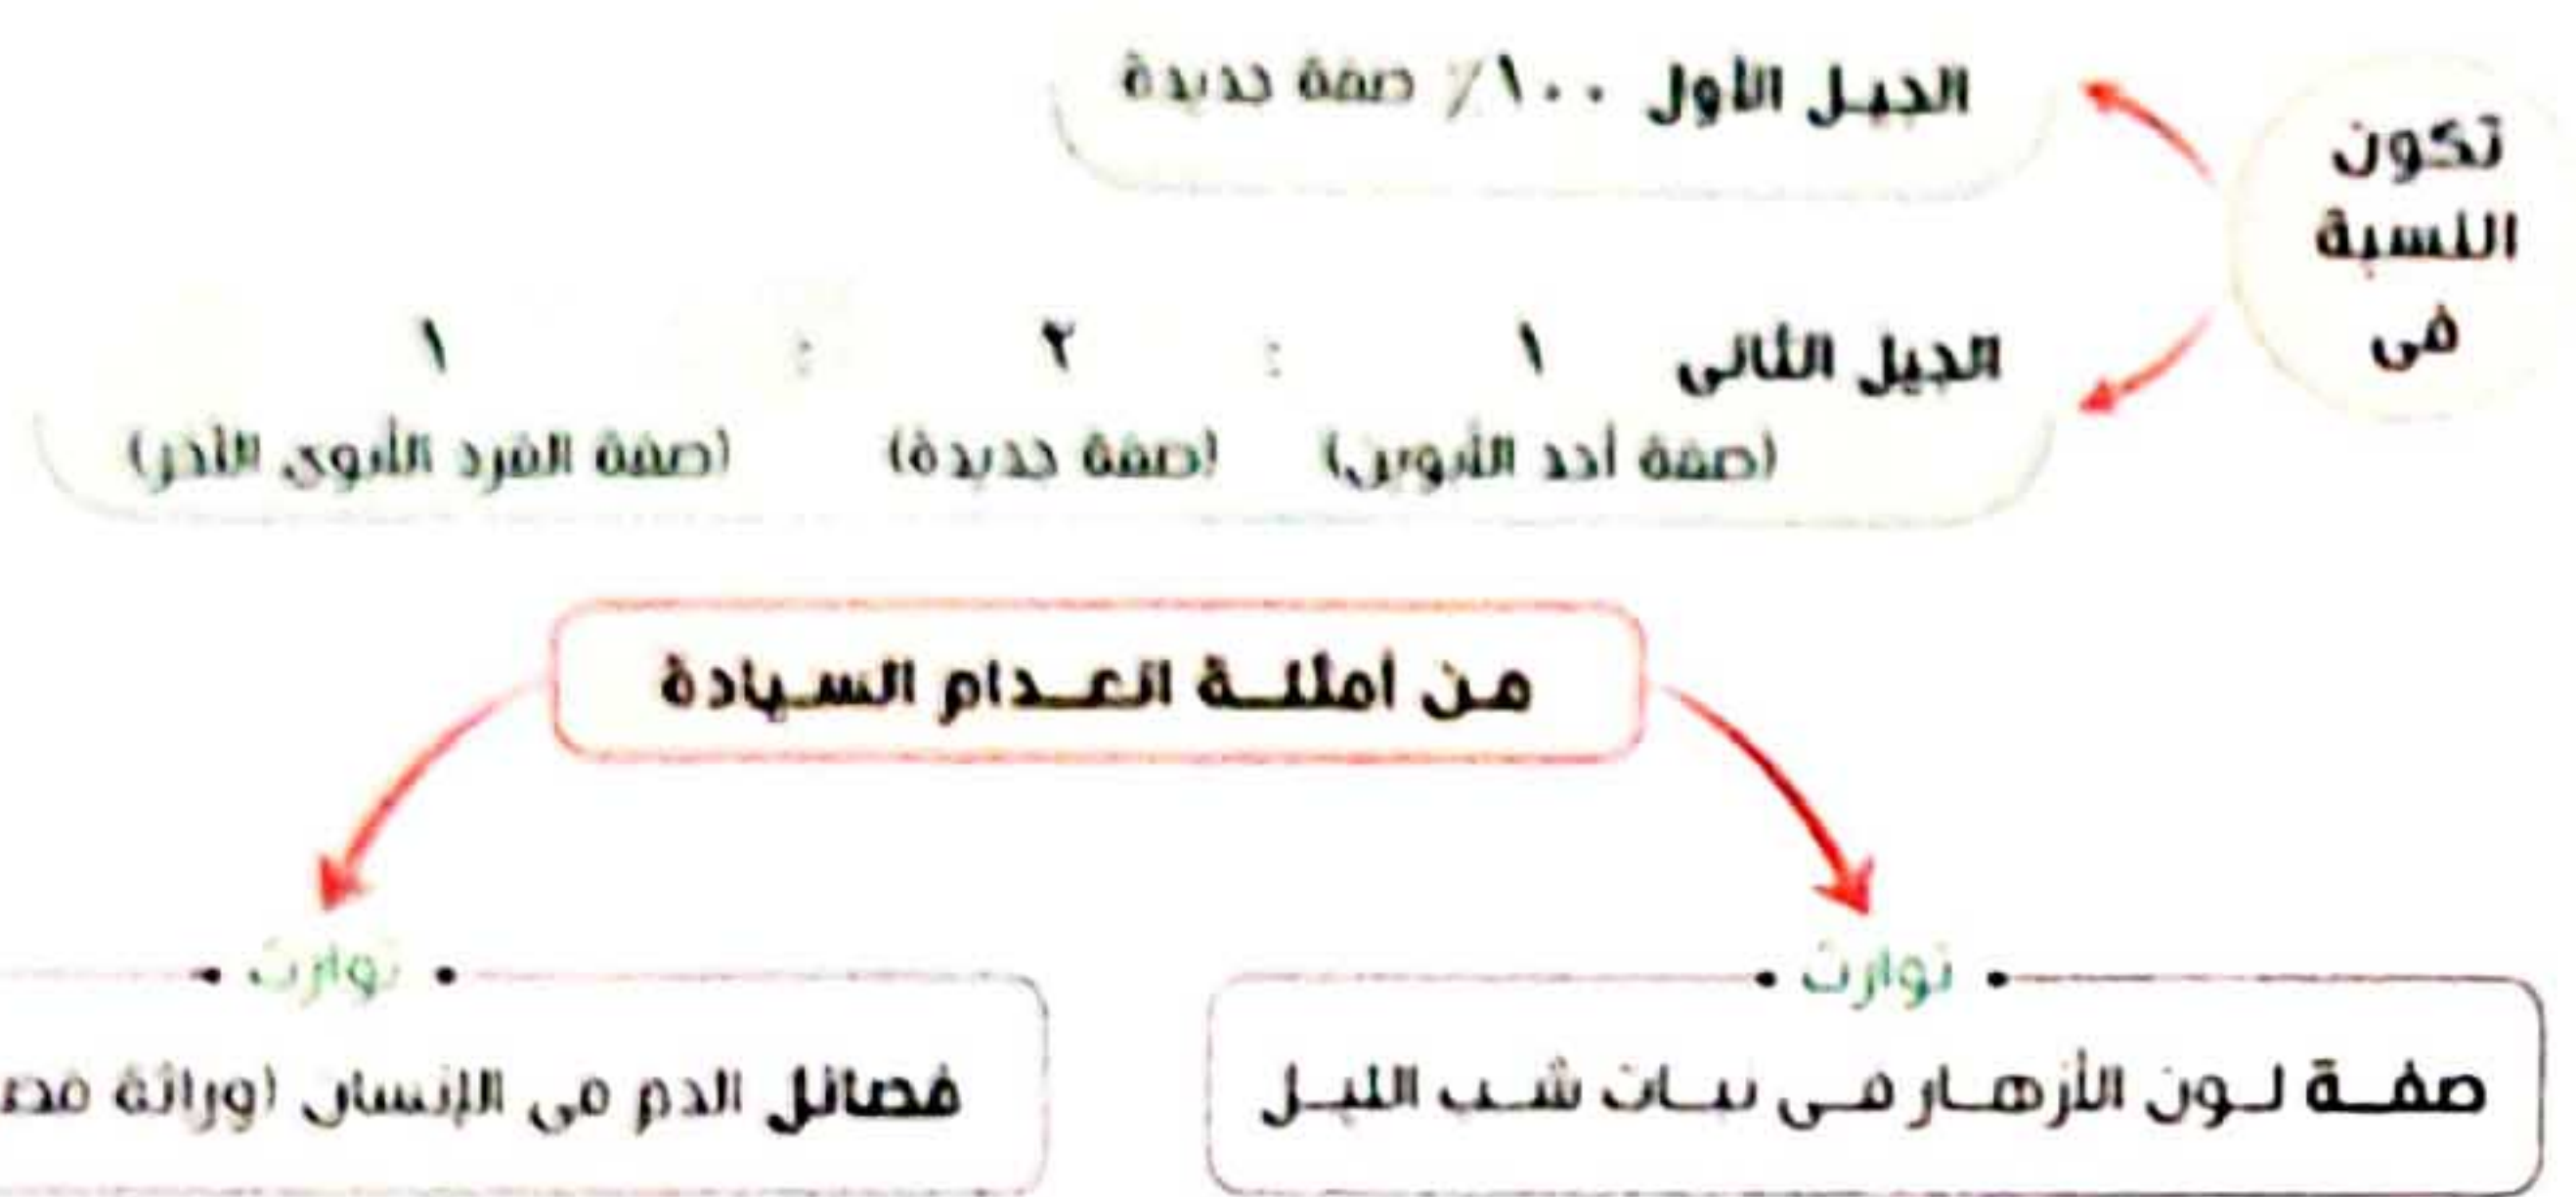 تكون
النسبة
فى
الجيل الأول ١٠٠٪ صفة جديدة
الجيل الثانى ١ : ٢ : ١
(صفة أحد الأبوين) (صفة جديدة) (صفة الفرد الأبوى الآخر)
من أمثلة انعدام السيادة
توارث
صفة لون الأزهار فى نبات شب الليل
توارث
فصائل الدم فى الإنسان (وراثة